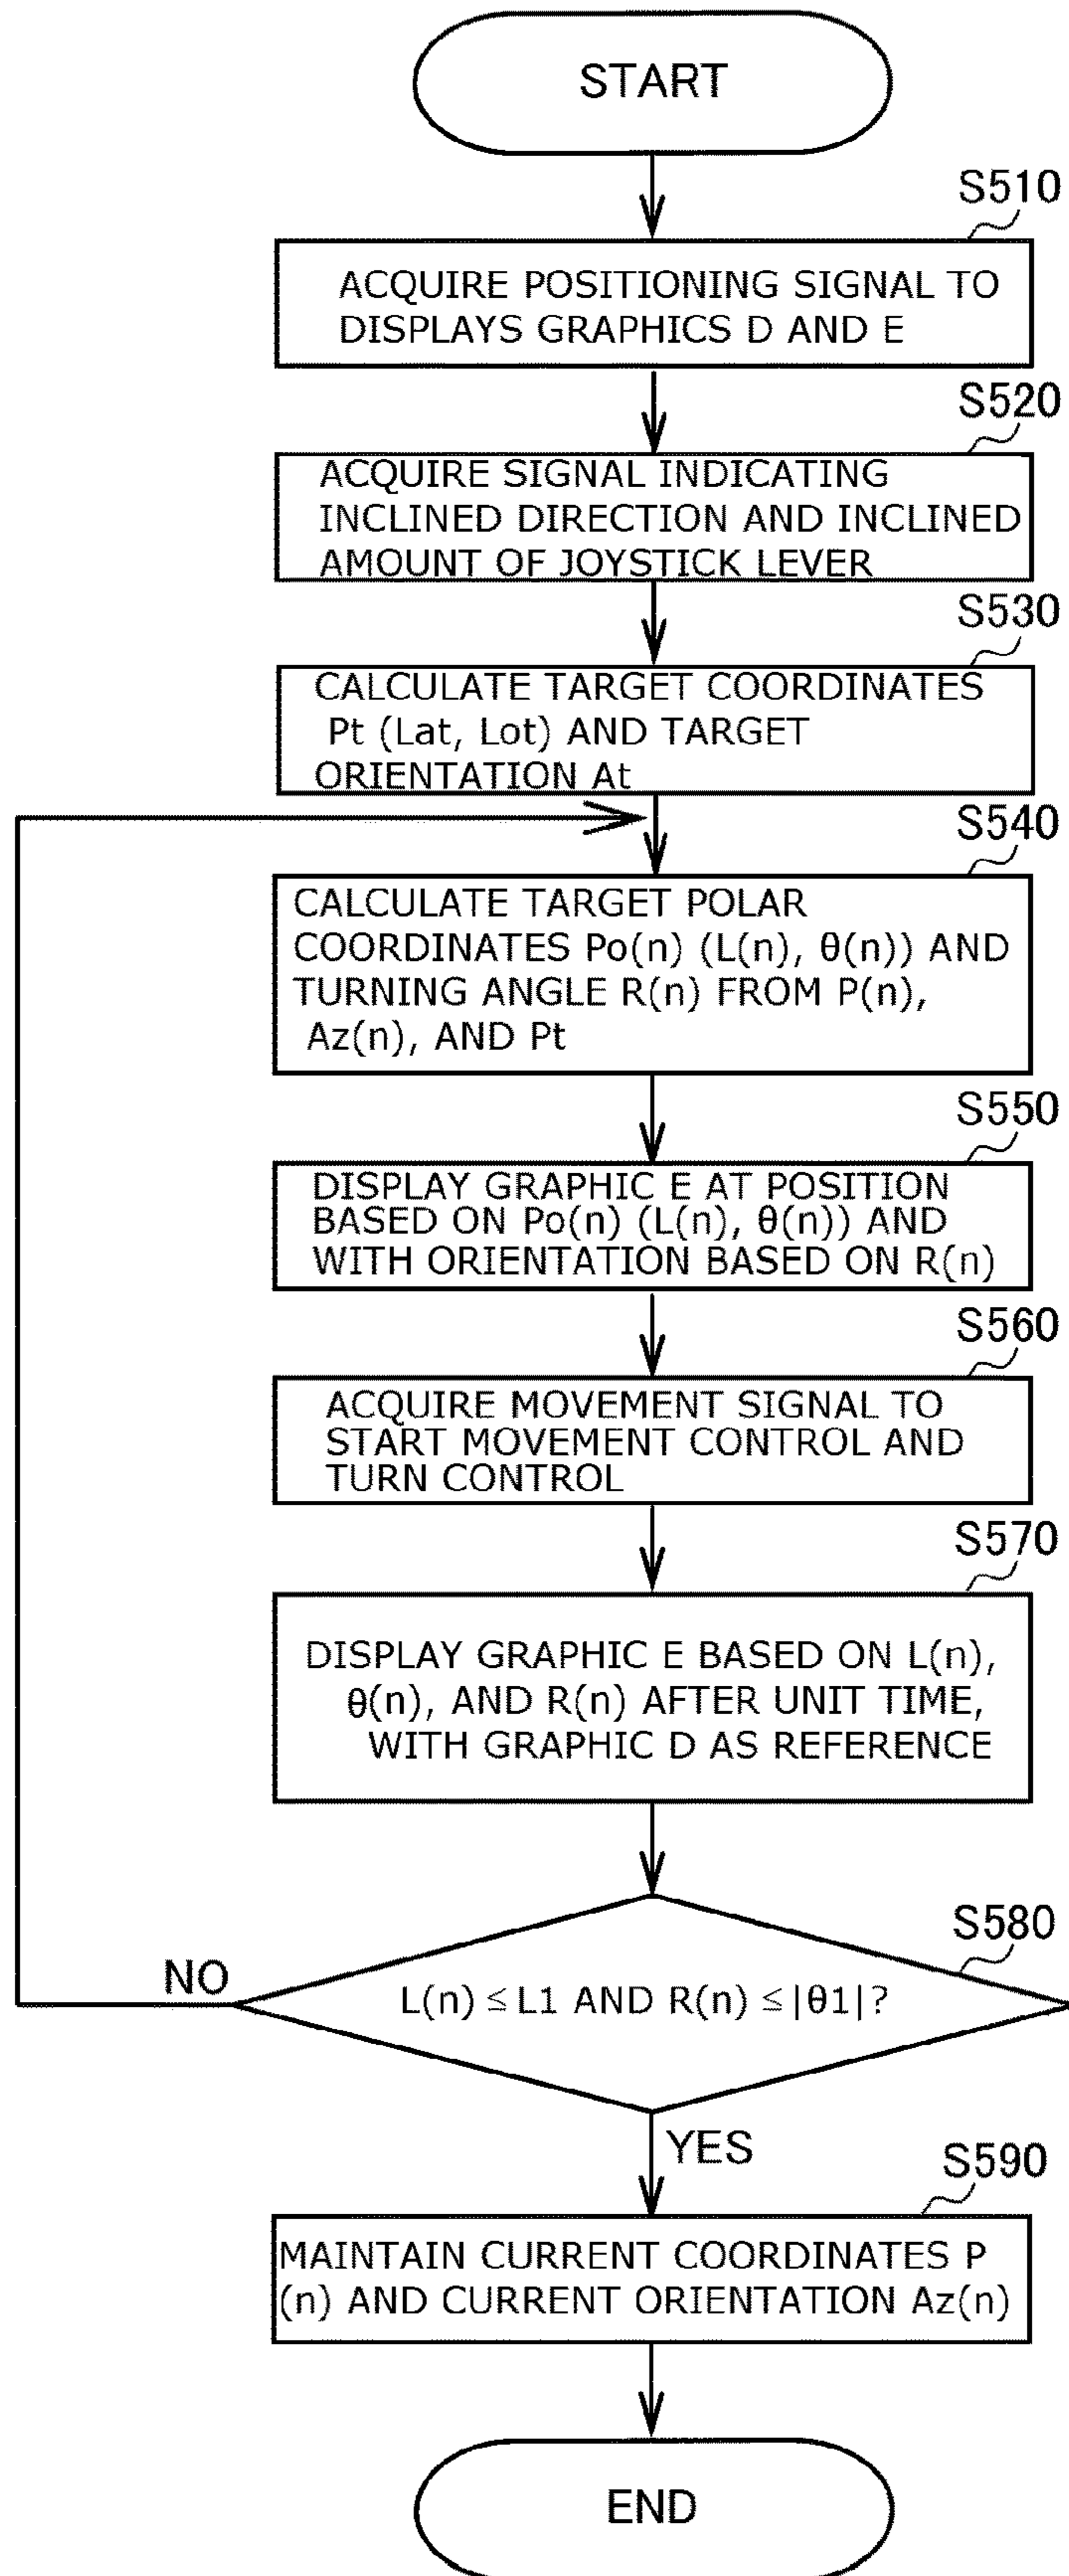 START
S510
ACQUIRE POSITIONING SIGNAL TO
DISPLAYS GRAPHICS D AND E
S520
ACQUIRE SIGNAL INDICATING
INCLINED DIRECTION AND INCLINED
AMOUNT OF JOYSTICK LEVER
S530
CALCULATE TARGET COORDINATES
Pt (Lat, Lot) AND TARGET
ORIENTATION At
S540
CALCULATE TARGET POLAR
COORDINATES Po(n) (L(n), θ(n)) AND
TURNING ANGLE R(n) FROM P(n),
Az(n), AND Pt
S550
DISPLAY GRAPHIC E AT POSITION
BASED ON Po(n) (L(n), θ(n)) AND
WITH ORIENTATION BASED ON R(n)
S560
ACQUIRE MOVEMENT SIGNAL TO
START MOVEMENT CONTROL AND
TURN CONTROL
S570
DISPLAY GRAPHIC E BASED ON L(n),
θ(n), AND R(n) AFTER UNIT TIME,
WITH GRAPHIC D AS REFERENCE
S580
NO
L(n) ≤ L1 AND R(n) ≤ |θ1|?
YES
S590
MAINTAIN CURRENT COORDINATES P
(n) AND CURRENT ORIENTATION Az(n)
END